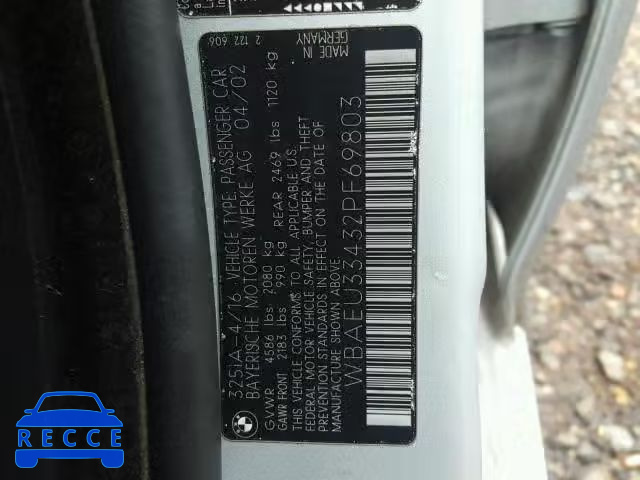 325iA-4/16 VEHICLE TYPE: PASSENGER CAR
BAYERISCHE MOTOREN WERKE AG 04/02
GVWR 4586 lbs 2080 kg
GAWR FRONT 2183 lbs 990 kg REAR 2469 lbs 1120 kg
THIS VEHICLE CONFORMS TO ALL APPLICABLE U.S.
FEDERAL MOTOR VEHICLE SAFETY, BUMPER AND THEFT
PREVENTION STANDARDS IN EFFECT ON THE DATE OF
MANUFACTURE SHOWN ABOVE.
WBAEU33432PF69803
2 122 606
MADE IN
GERMANY
BMW
RECCE